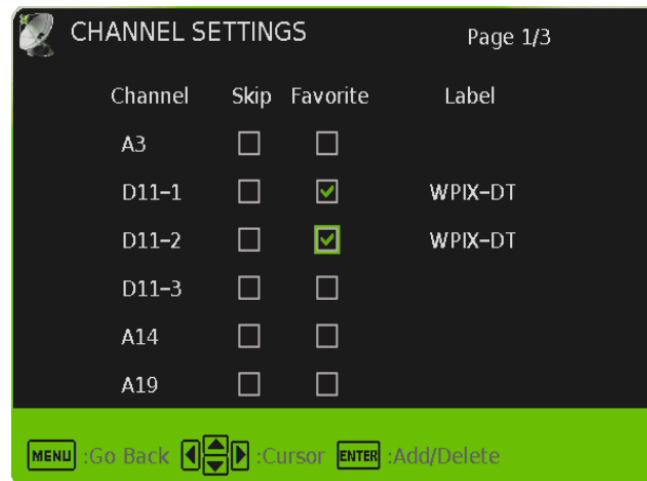 CHANNEL SETTINGS Page 1/3
Channel Skip Favorite Label
A3
D11-1 WPIX-DT
D11-2 WPIX-DT
D11-3
A14
A19
MENU :Go Back :Cursor ENTER :Add/Delete